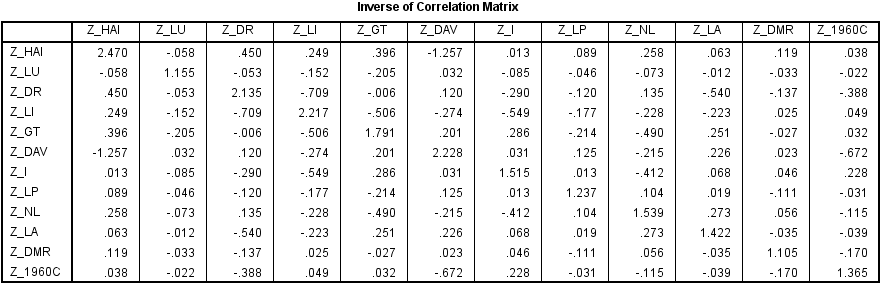 Inverse of Correlation Matrix
Z_HAI Z_LU Z_DR Z_LI Z_GT Z_DAV Z_I Z_LP Z_NL Z_LA Z_DMR Z_1960C
Z_HAI 2.470 -.058 .450 .249 .396 -1.257 .013 .089 .258 .063 .119 .038
Z_LU -.058 1.155 -.053 -.152 -.205 .032 -.085 -.046 -.073 -.012 -.033 -.022
Z_DR .450 -.053 2.135 -.709 -.006 .120 -.290 -.120 .135 -.540 -.137 -.388
Z_LI .249 -.152 -.709 2.217 -.506 -.274 -.549 -.177 -.228 -.223 .025 .049
Z_GT .396 -.205 -.006 -.506 1.791 .201 .286 -.214 -.490 .251 -.027 .032
Z_DAV -1.257 .032 .120 -.274 .201 2.228 .031 .125 -.215 .226 .023 -.672
Z_I .013 -.085 -.290 -.549 .286 .031 1.515 .013 -.412 .068 .046 .228
Z_LP .089 -.046 -.120 -.177 -.214 .125 .013 1.237 .104 .019 -.111 -.031
Z_NL .258 -.073 .135 -.228 -.490 -.215 -.412 .104 1.539 .273 .056 -.115
Z_LA .063 -.012 -.540 -.223 .251 .226 .068 .019 .273 1.422 -.035 -.039
Z_DMR .119 -.033 -.137 .025 -.027 .023 .046 -.111 .056 -.035 1.105 -.170
Z_1960C .038 -.022 -.388 .049 .032 -.672 .228 -.031 -.115 -.039 -.170 1.365